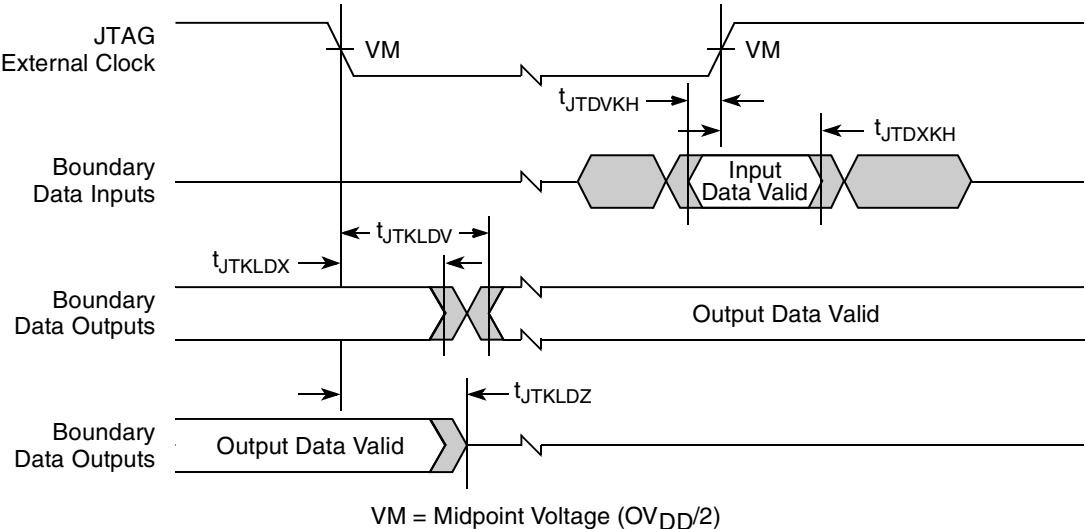 JTAG
External Clock
VM
VM
tJTDVKH
tJTDXKH
Boundary
Data Inputs
Input
Data Valid
tJTKLDV
tJTKLDX
Boundary
Data Outputs
Output Data Valid
tJTKLDZ
Boundary
Data Outputs
Output Data Valid
VM = Midpoint Voltage (OVDD/2)